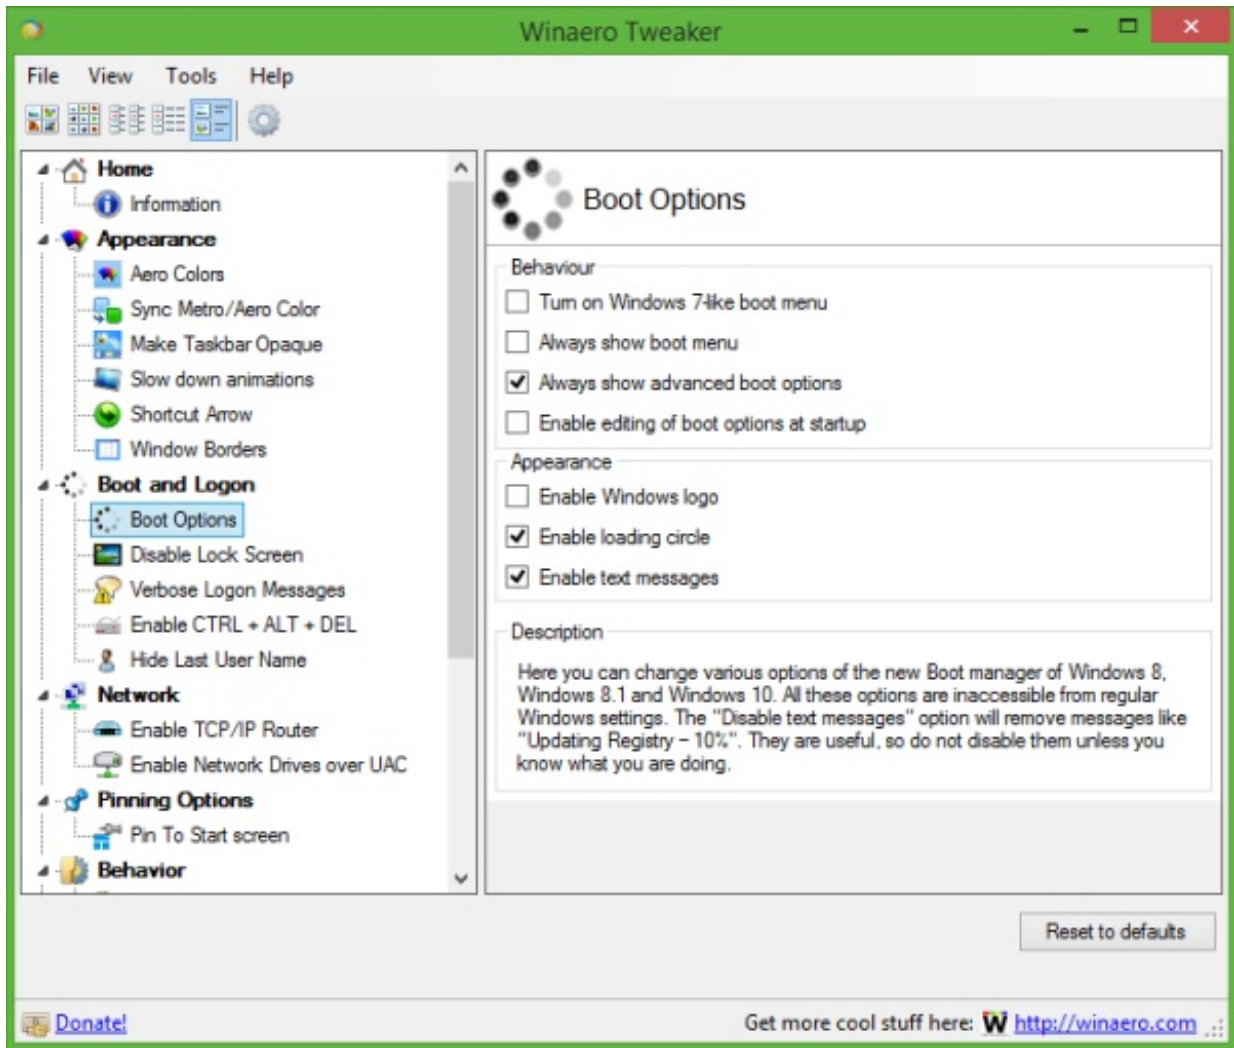 Winaero Tweaker
File View Tools Help
Home
Information
Appearance
Aero Colors
Sync Metro/Aero Color
Make Taskbar Opaque
Slow down animations
Shortcut Arrow
Window Borders
Boot and Logon
Boot Options
Disable Lock Screen
Verbose Logon Messages
Enable CTRL + ALT + DEL
Hide Last User Name
Network
Enable TCP/IP Router
Enable Network Drives over UAC
Pinning Options
Pin To Start screen
Behavior
Boot Options
Behaviour
Turn on Windows 7-like boot menu
Always show boot menu
Always show advanced boot options
Enable editing of boot options at startup
Appearance
Enable Windows logo
Enable loading circle
Enable text messages
Description
Here you can change various options of the new Boot manager of Windows 8,
Windows 8.1 and Windows 10. All these options are inaccessible from regular
Windows settings. The "Disable text messages" option will remove messages like
"Updating Registry – 10%". They are useful, so do not disable them unless you
know what you are doing.
Reset to defaults
Donate!
Get more cool stuff here: W http://winaero.com